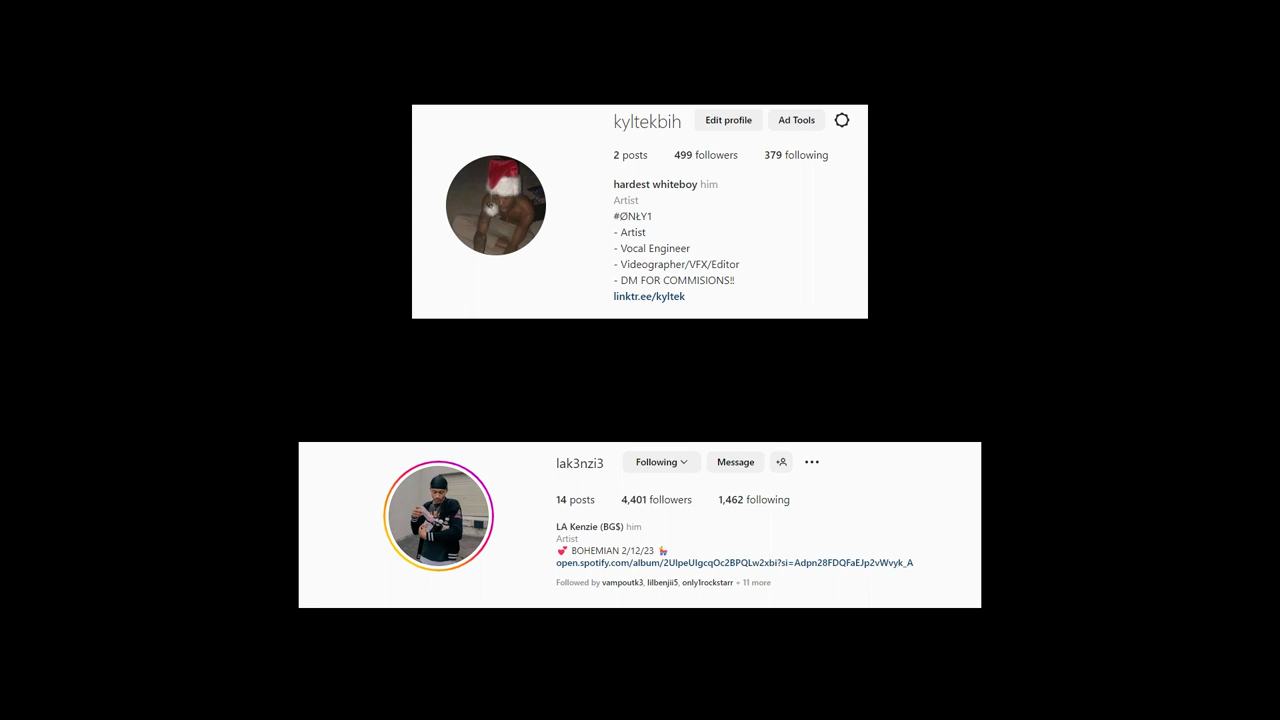 kyltekbih Edit profile Ad Tools
2 posts 499 followers 379 following
hardest whiteboy him
Artist
#ØNŁY1
- Artist
- Vocal Engineer
- Videographer/VFX/Editor
- DM FOR COMMISIONS!!
linktr.ee/kyltek
lak3nzi3 Following Message
14 posts 4,401 followers 1,462 following
LA Kenzie (BG$) him
Artist
💞 BOHEMIAN 2/12/23 🎠
open.spotify.com/album/2UlpeUlgcqOc2BPQLw2xbi?si=Adpn28FDQFaEJp2vWvyk_A
Followed by vampoutk3, lilbenjii5, only1rockstarr + 11 more